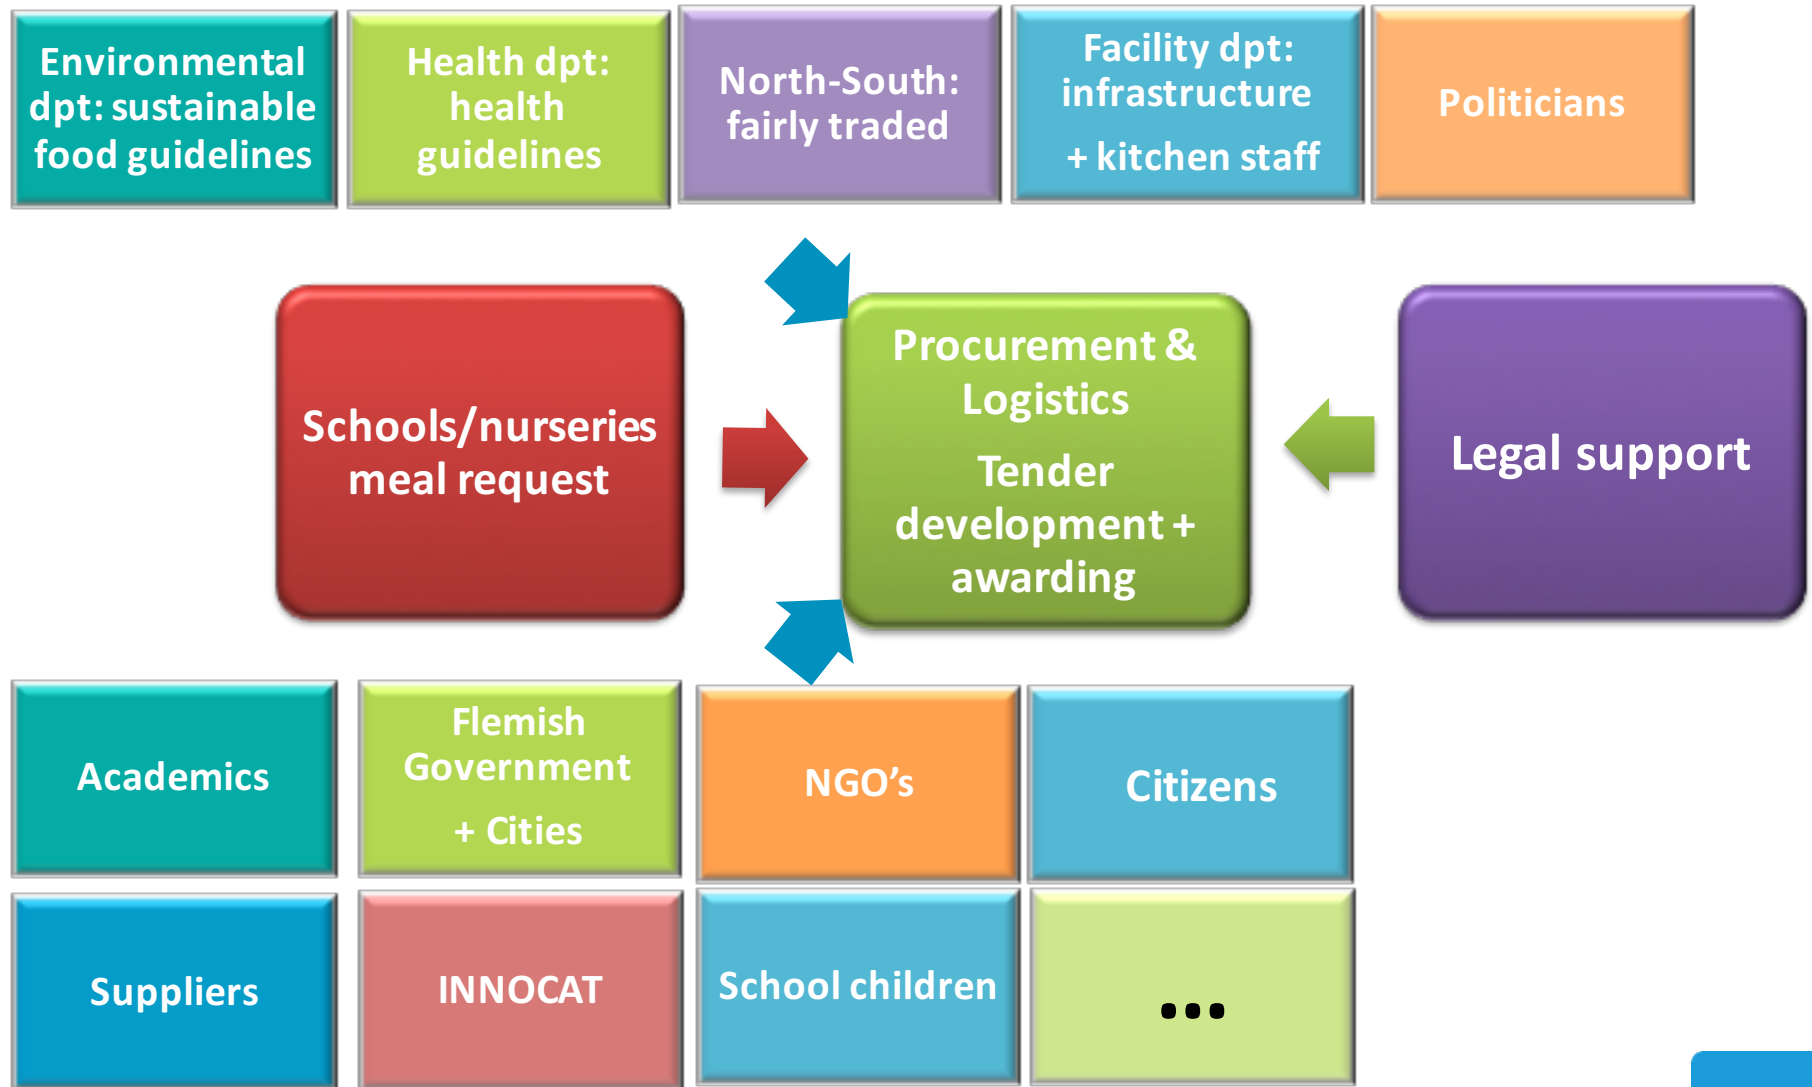 Environmental
dpt: sustainable
food guidelines
Health dpt:
health
guidelines
North-South:
fairly traded
Facility dpt:
infrastructure
+ kitchen staff
Politicians
Schools/nurseries
meal request
Procurement &
Logistics
Tender
development +
awarding
Legal support
Academics
Flemish
Government
+ Cities
NGO’s
Citizens
Suppliers
INNOCAT
School children
...